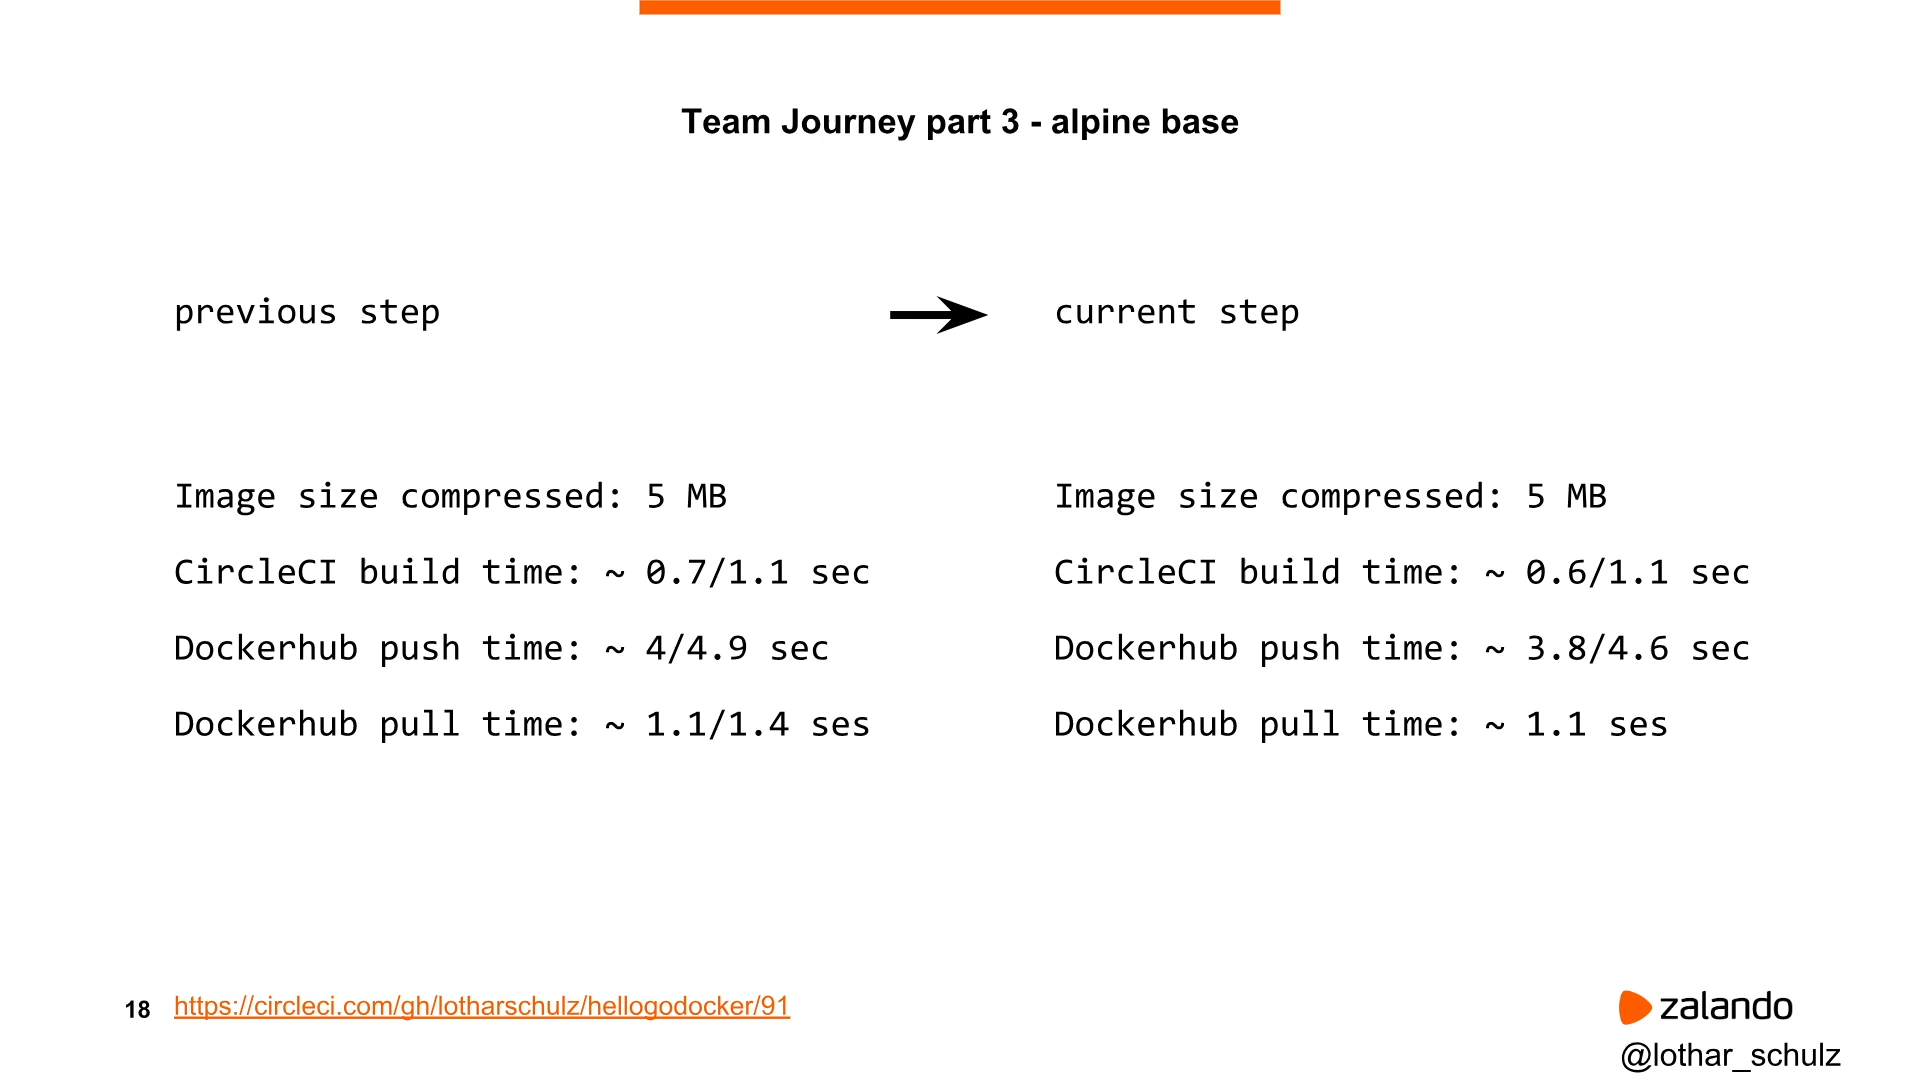 Team Journey part 3 - alpine base
previous step
current step
Image size compressed: 5 MB
CircleCI build time: ~ 0.7/1.1 sec
Dockerhub push time: ~ 4/4.9 sec
Dockerhub pull time: ~ 1.1/1.4 ses
Image size compressed: 5 MB
CircleCI build time: ~ 0.6/1.1 sec
Dockerhub push time: ~ 3.8/4.6 sec
Dockerhub pull time: ~ 1.1 ses
18 https://circleci.com/gh/lotharschulz/hellogodocker/91
zalando
@lothar_schulz